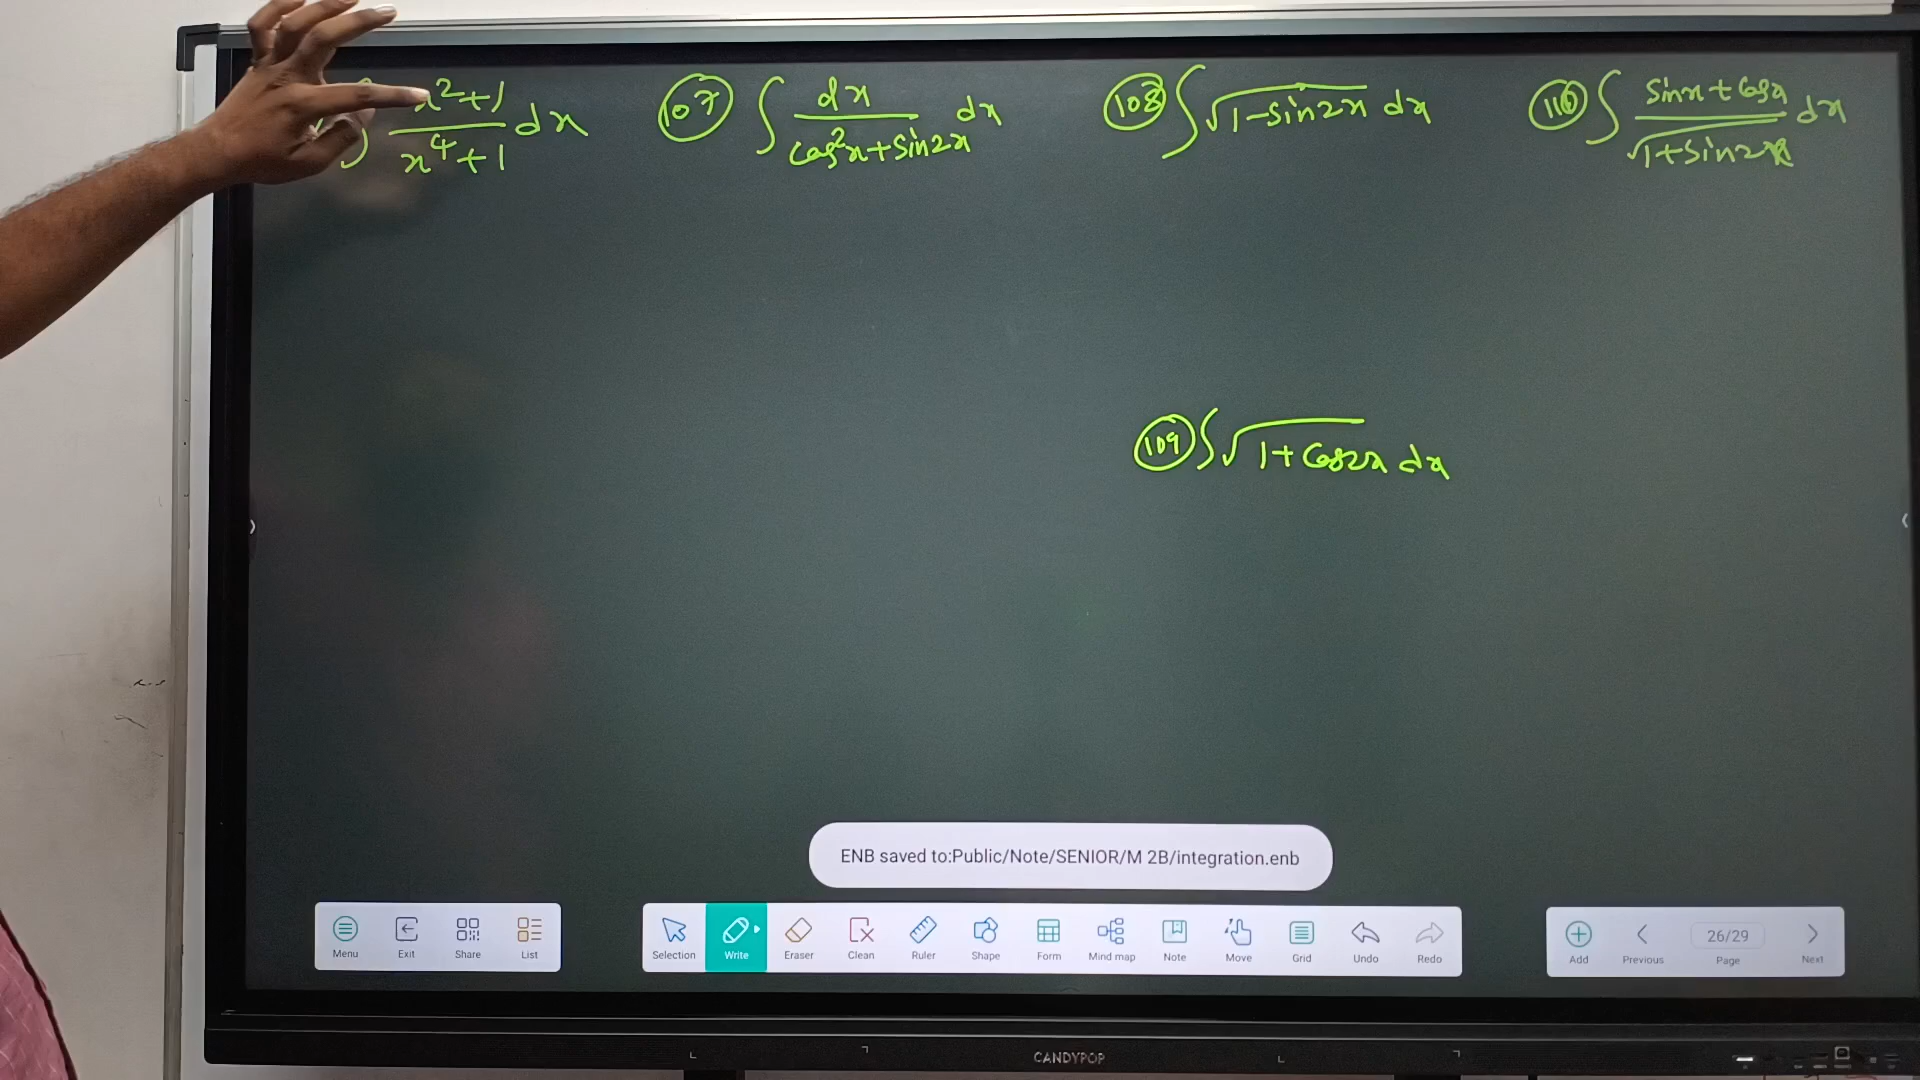 ∫ x²+1 / x⁴+1 dx
107 ∫ dx / cos²x+sin2x dx
108 ∫ √1-sin2x dx
110 ∫ sinx+cosx / √1+sin2x dx
109 ∫ √1+cos2x dx
ENB saved to:Public/Note/SENIOR/M 2B/integration.enb
Menu Exit Share List
Selection Write Eraser Clean Ruler Shape Form Mind map Note Move Grid Undo Redo
Add Previous 26/29 Page Next
CANDYPOP